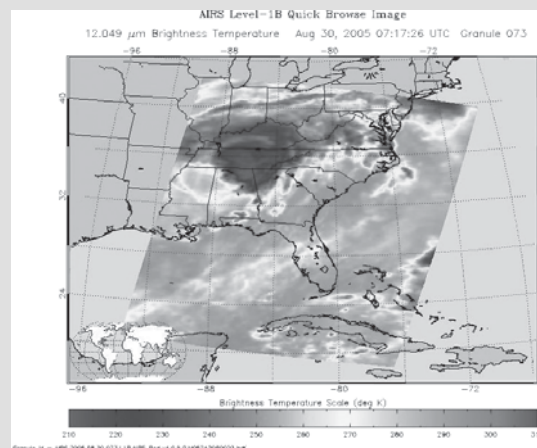 AIRS Level-1B Quick Browse Image
12.049 μm Brightness Temperature Aug 30, 2005 07:17:26 UTC Granule 073
-96 -88 -80 -72
40
32
24
-96 -88 -80 -72
Brightness Temperature Scale (deg K)
210 220 230 240 250 260 270 280 290 300